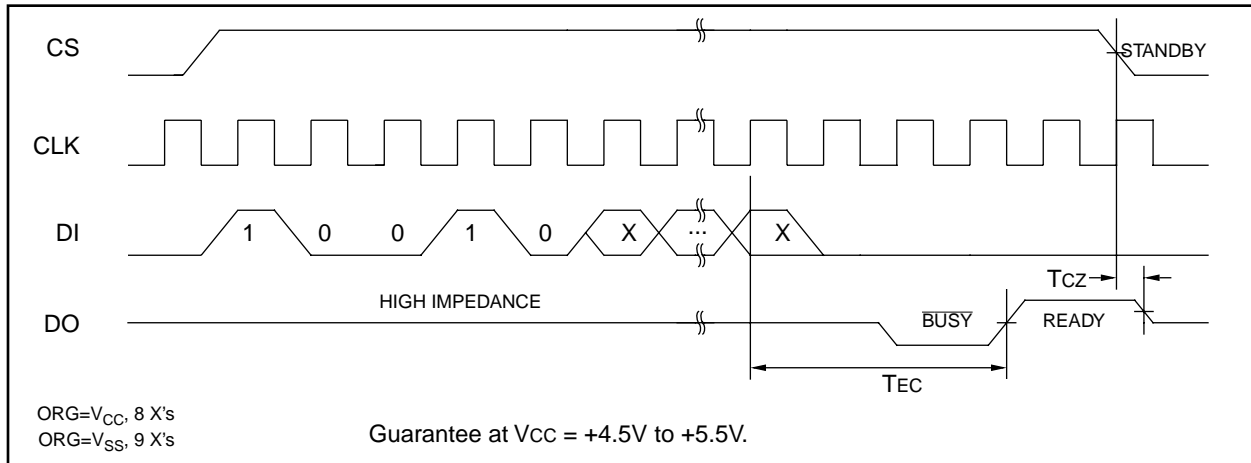 CS
STANDBY
CLK
DI
1 0 0 1 0 X ... X
TCZ
HIGH IMPEDANCE
DO
BUSY
READY
TEC
ORG=VCC, 8 X's
ORG=VSS, 9 X's
Guarantee at VCC = +4.5V to +5.5V.